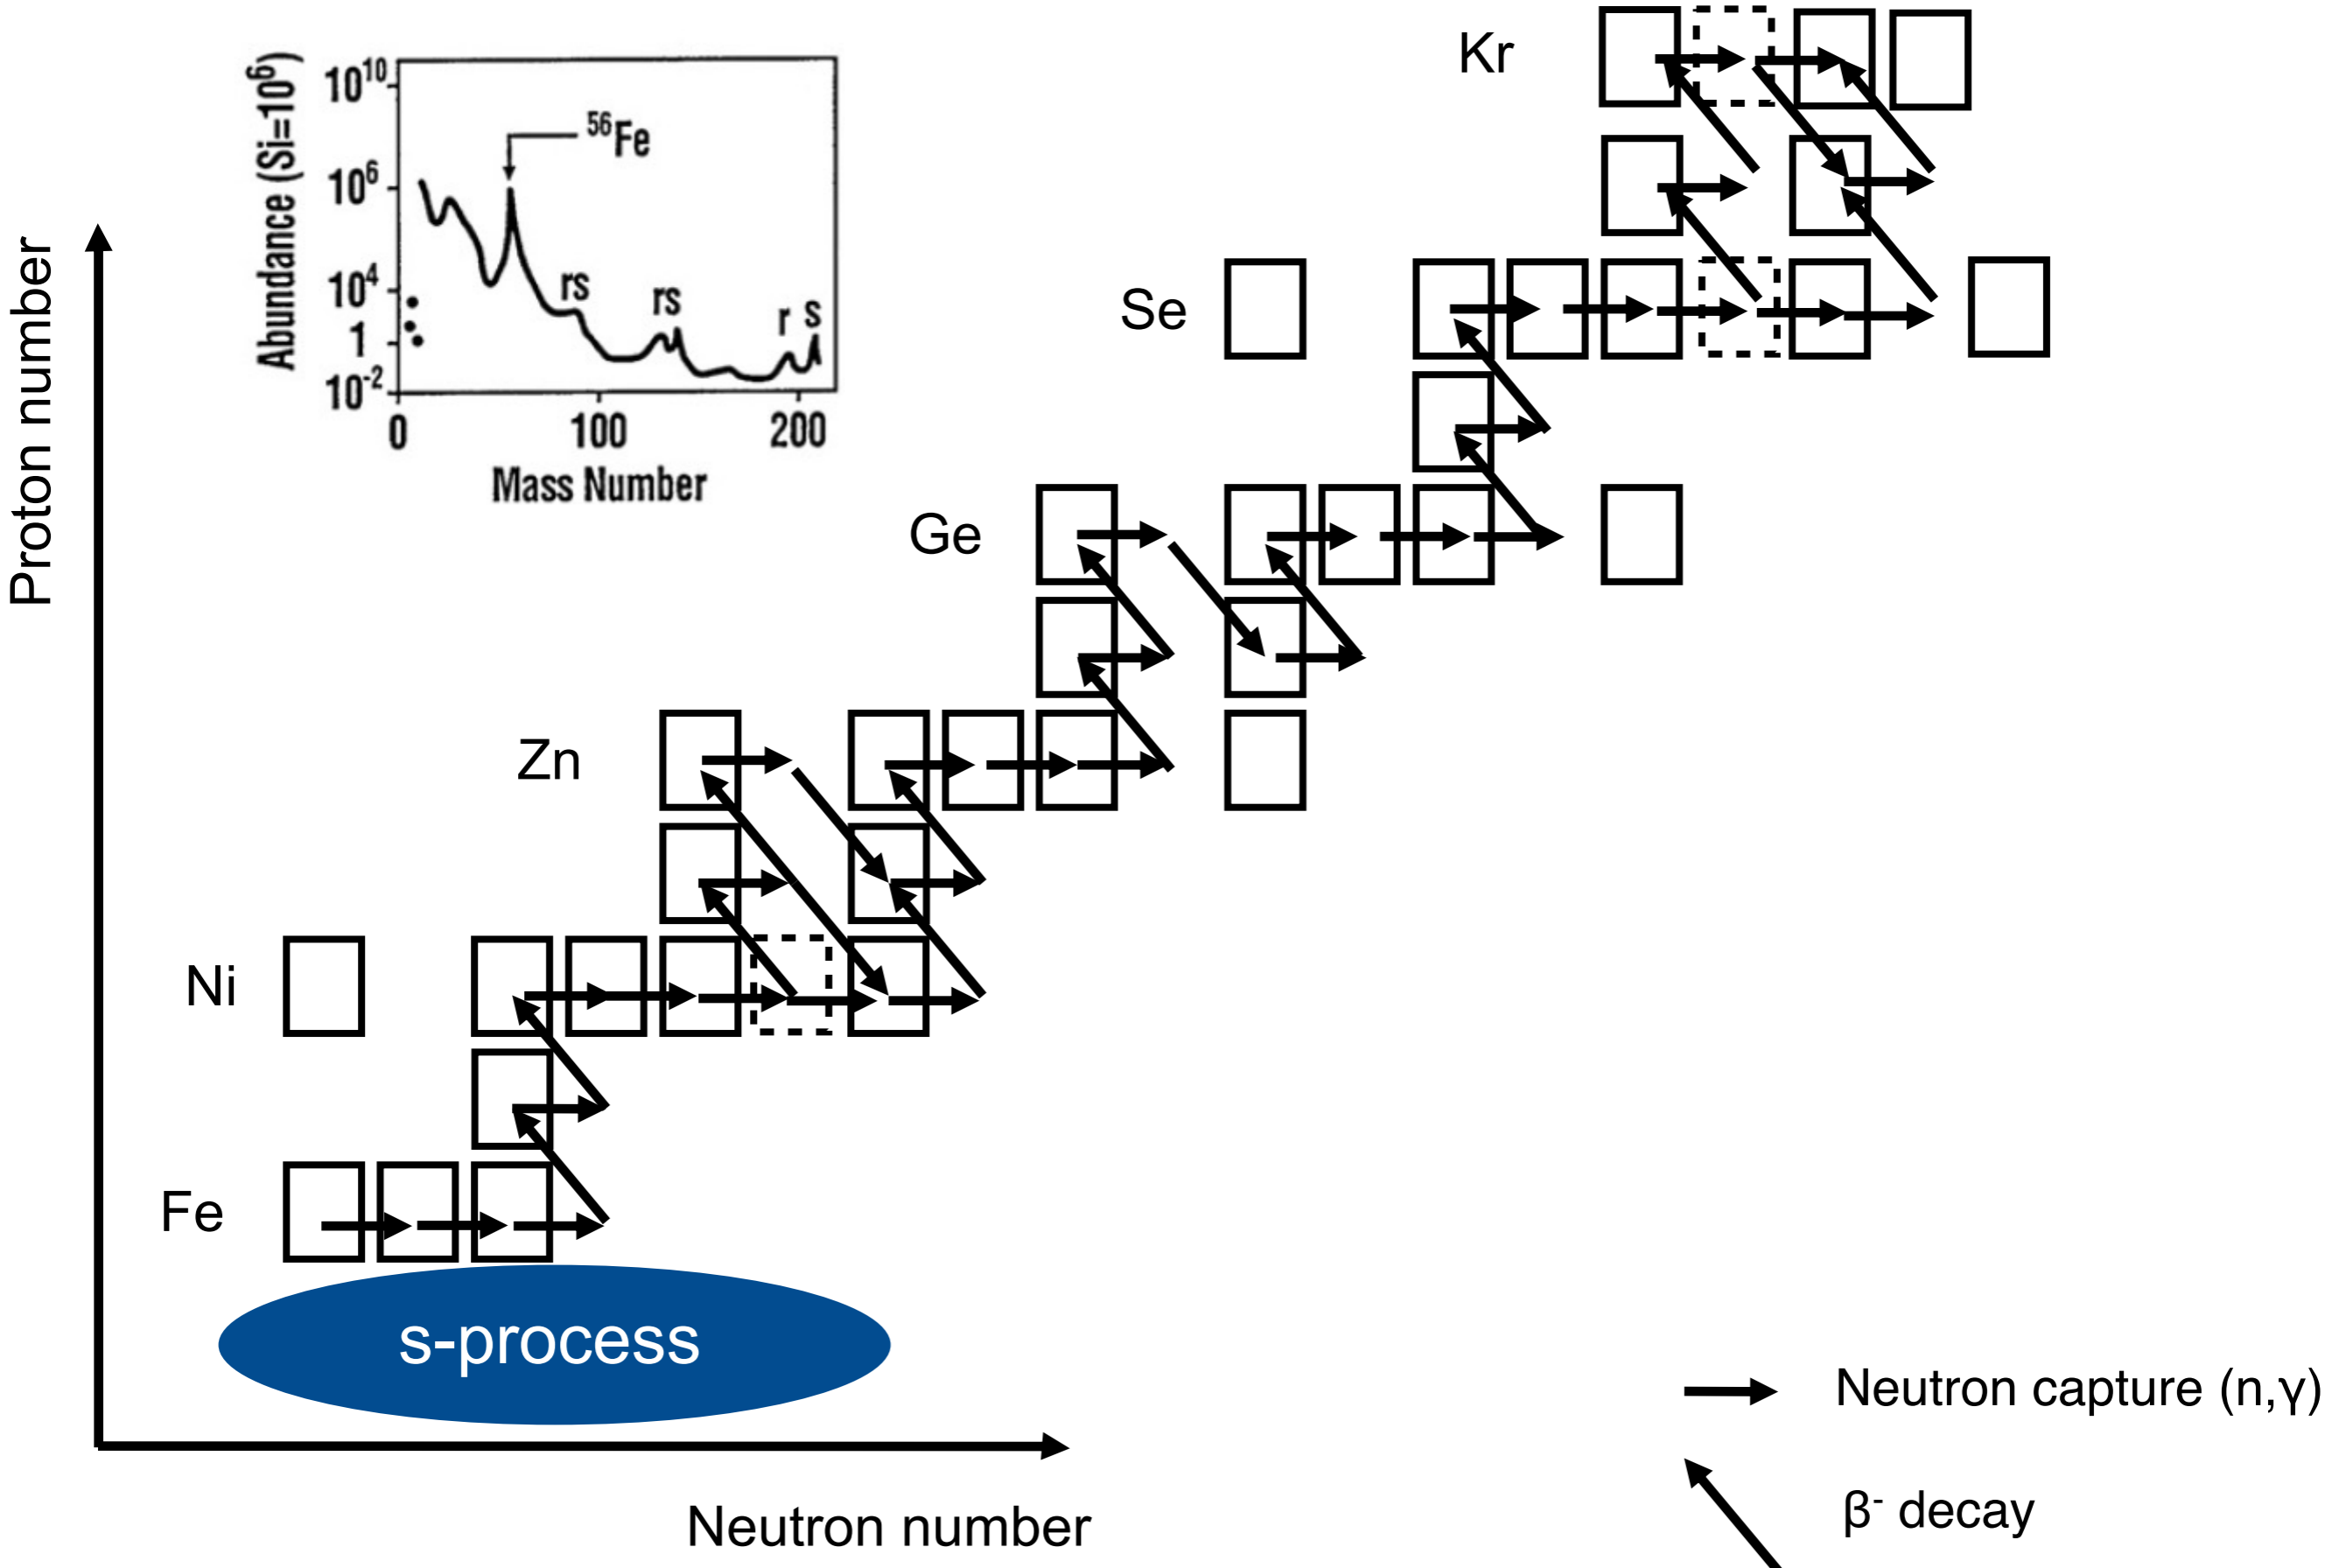 Kr
Abundance (Si=10⁶)
10¹⁰
10⁶
10⁴
1
10⁻²
⁵⁶Fe
rs
rs
r s
0 100 200
Mass Number
Proton number
Se
Ge
Zn
Ni
Fe
s-process
Neutron capture (n,γ)
β⁻ decay
Neutron number